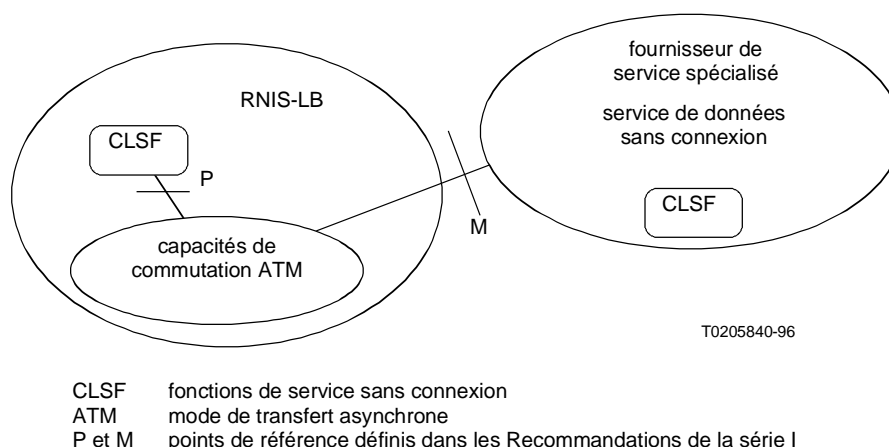 fournisseur de
service spécialisé
RNIS-LB
service de données
sans connexion
CLSF
P
CLSF
M
capacités de
commutation ATM
T0205840-96
CLSF fonctions de service sans connexion
ATM mode de transfert asynchrone
P et M points de référence définis dans les Recommandations de la série I